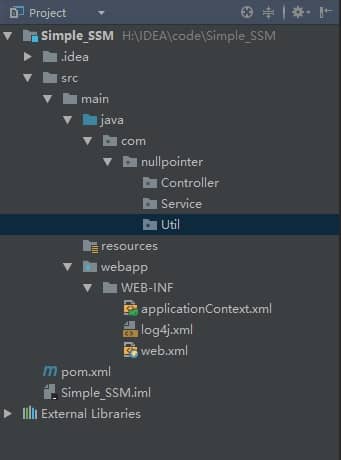 Project
Simple_SSM H:\IDEA\code\Simple_SSM
.idea
src
main
java
com
nullpointer
Controller
Service
Util
resources
webapp
WEB-INF
applicationContext.xml
log4j.xml
web.xml
pom.xml
Simple_SSM.iml
External Libraries